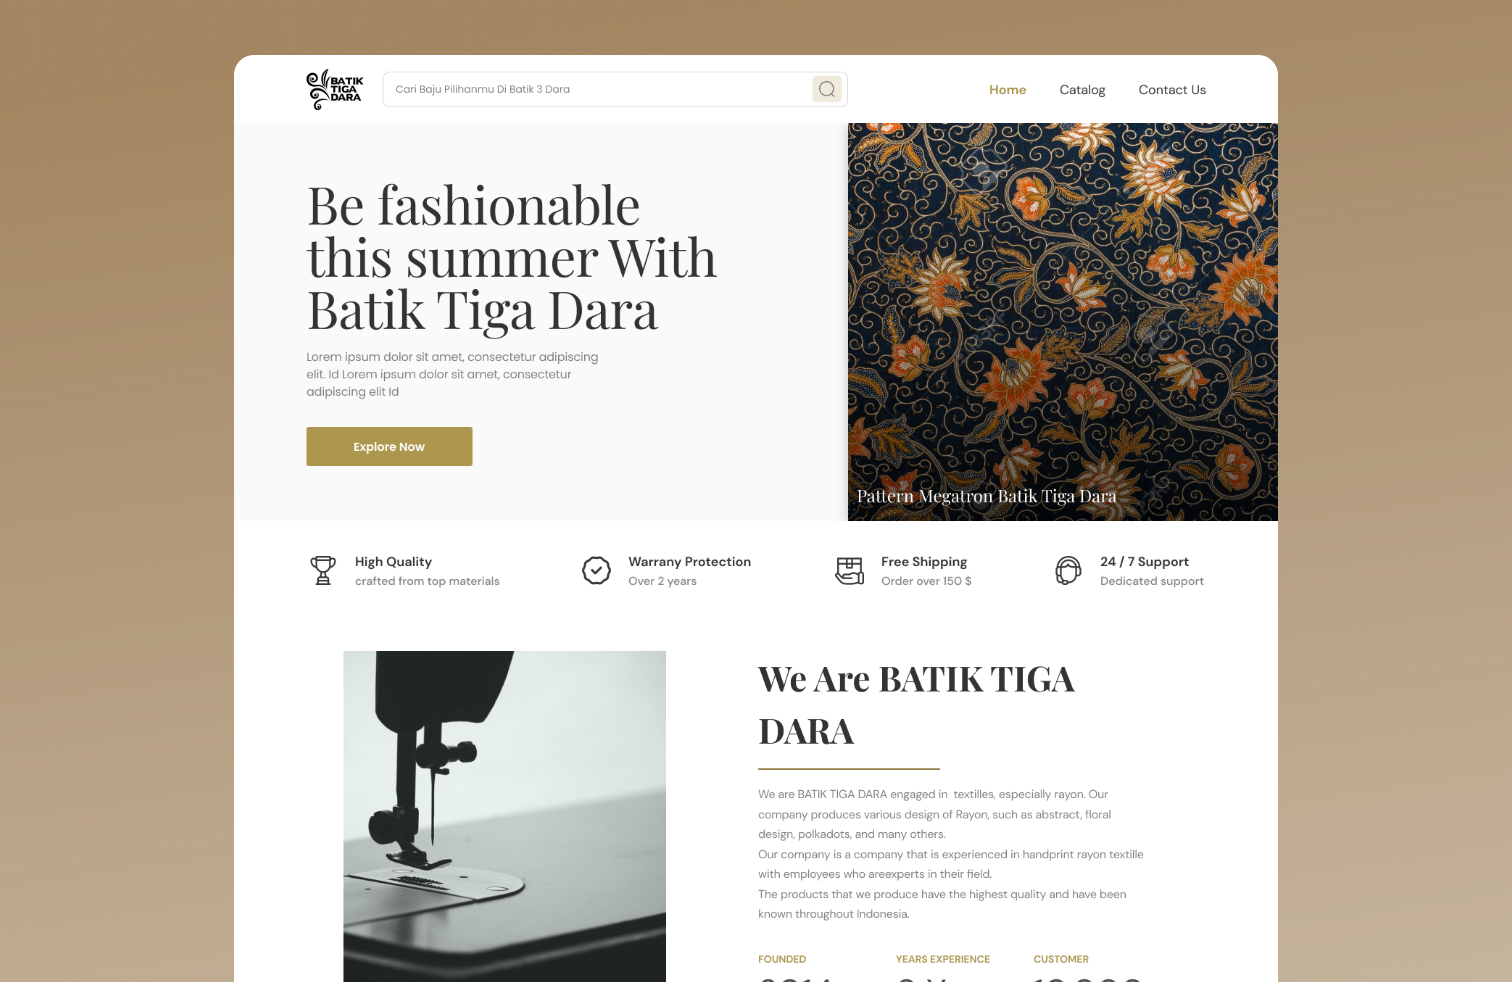 BATIK
TIGA
DARA
Cari Baju Pilihanmu Di Batik 3 Dara
Home
Catalog
Contact Us
Be fashionable
this summer With
Batik Tiga Dara
Lorem ipsum dolor sit amet, consectetur adipiscing
elit. Id Lorem ipsum dolor sit amet, consectetur
adipiscing elit Id
Explore Now
Pattern Megatron Batik Tiga Dara
High Quality
crafted from top materials
Warrany Protection
Over 2 years
Free Shipping
Order over 150 $
24 / 7 Support
Dedicated support
We Are BATIK TIGA
DARA
We are BATIK TIGA DARA engaged in  textilles, especially rayon. Our
company produces various design of Rayon, such as abstract, floral
design, polkadots, and many others.
Our company is a company that is experienced in handprint rayon textille
with employees who areexperts in their field.
The products that we produce have the highest quality and have been
known throughout Indonesia.
FOUNDED
YEARS EXPERIENCE
CUSTOMER